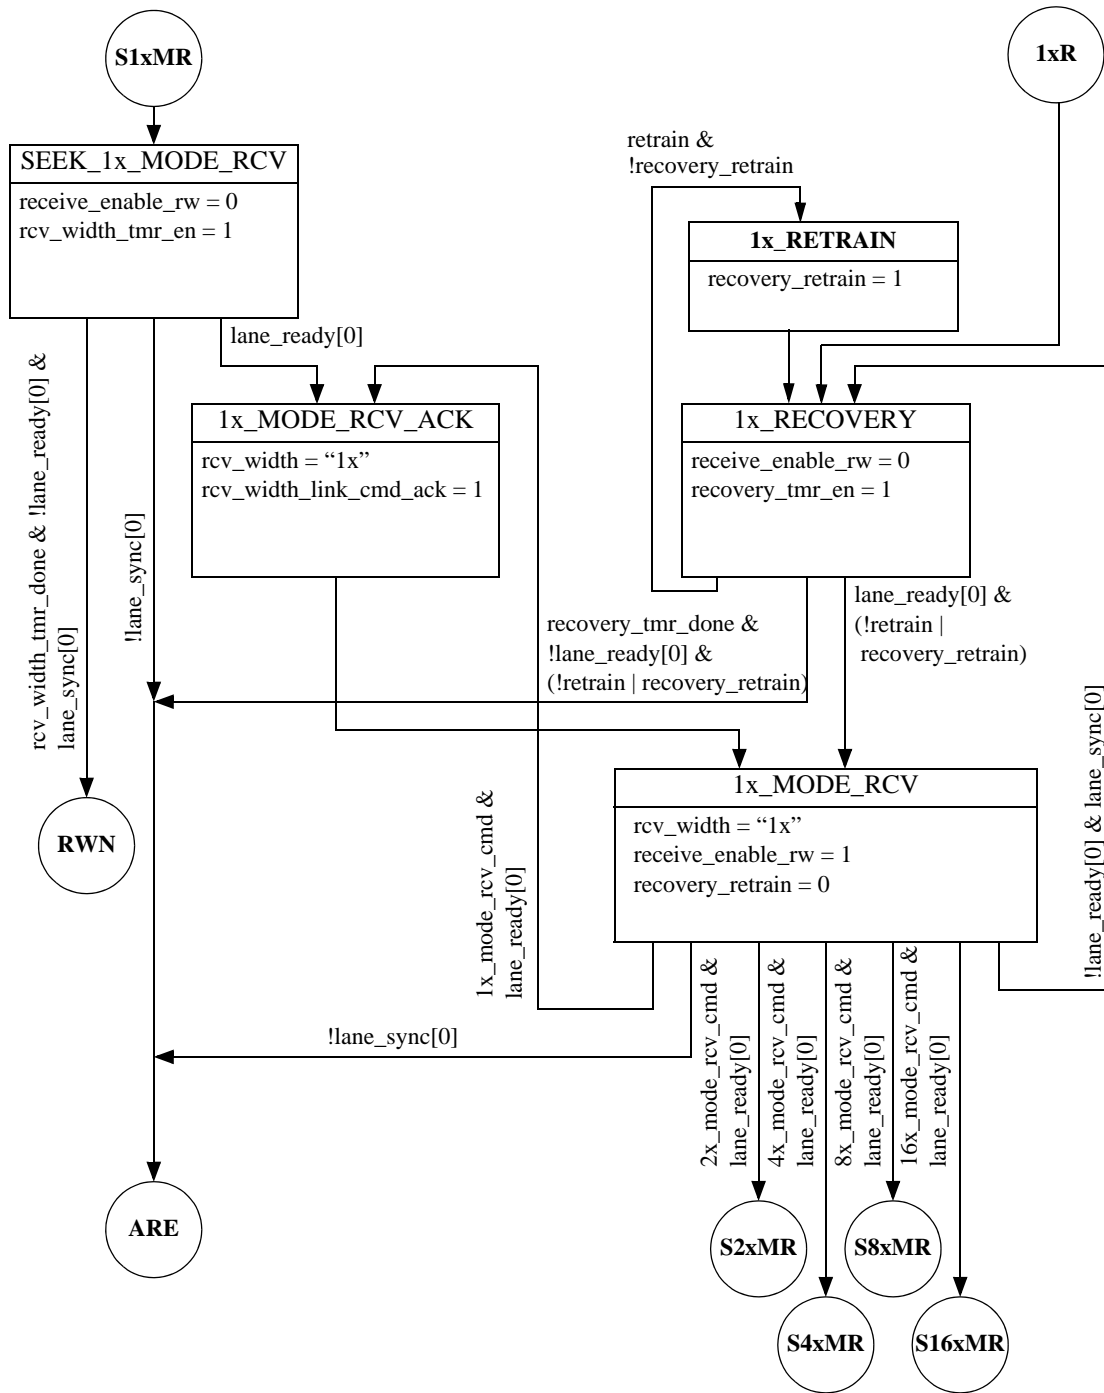 S1xMR
1xR
SEEK_1x_MODE_RCV
receive_enable_rw = 0
rcv_width_tmr_en = 1
retrain &
!recovery_retrain
1x_RETRAIN
recovery_retrain = 1
lane_ready[0]
rcv_width_tmr_done & !lane_ready[0] &
lane_sync[0]
!lane_sync[0]
1x_MODE_RCV_ACK
rcv_width = “1x”
rcv_width_link_cmd_ack = 1
1x_RECOVERY
receive_enable_rw = 0
recovery_tmr_en = 1
recovery_tmr_done &
!lane_ready[0] &
(!retrain | recovery_retrain)
lane_ready[0] &
(!retrain |
recovery_retrain)
!lane_ready[0] & lane_sync[0]
RWN
1x_MODE_RCV
rcv_width = “1x”
receive_enable_rw = 1
recovery_retrain = 0
1x_mode_rcv_cmd &
lane_ready[0]
!lane_sync[0]
2x_mode_rcv_cmd &
lane_ready[0]
4x_mode_rcv_cmd &
lane_ready[0]
8x_mode_rcv_cmd &
lane_ready[0]
16x_mode_rcv_cmd &
lane_ready[0]
ARE
S2xMR
S8xMR
S4xMR
S16xMR